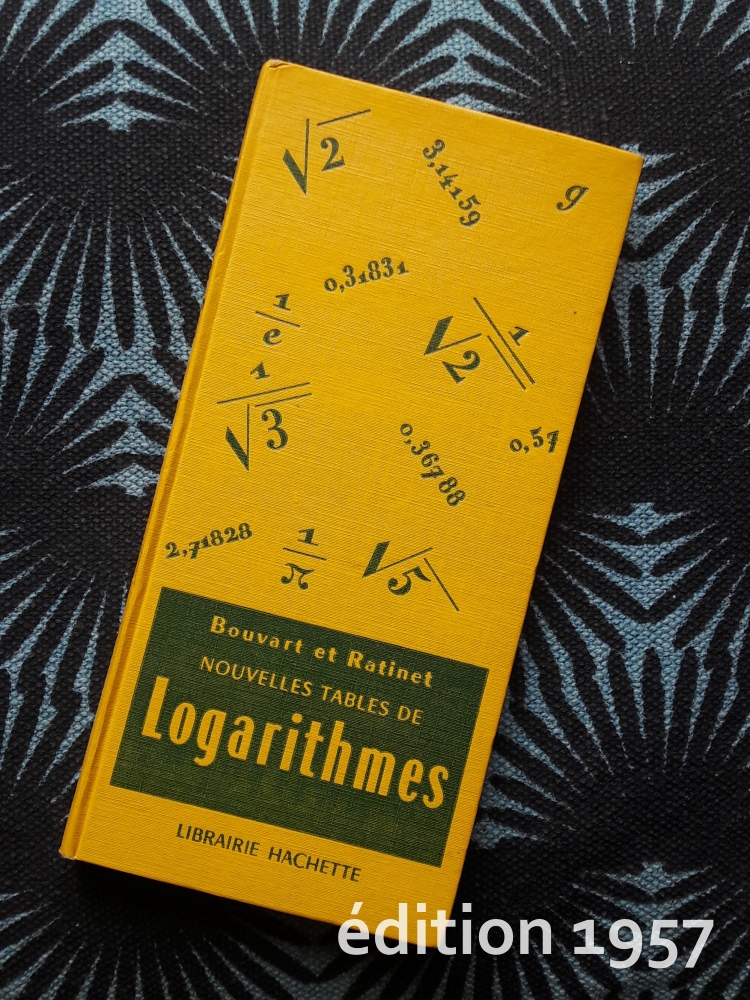 √2
3,14159
g
0,31831
1/e
1/√2
1/√3
0,36788
0,57
2,71828
1/π
√5
Bouvart et Ratinet
NOUVELLES TABLES DE
Logarithmes
LIBRAIRIE HACHETTE
édition 1957